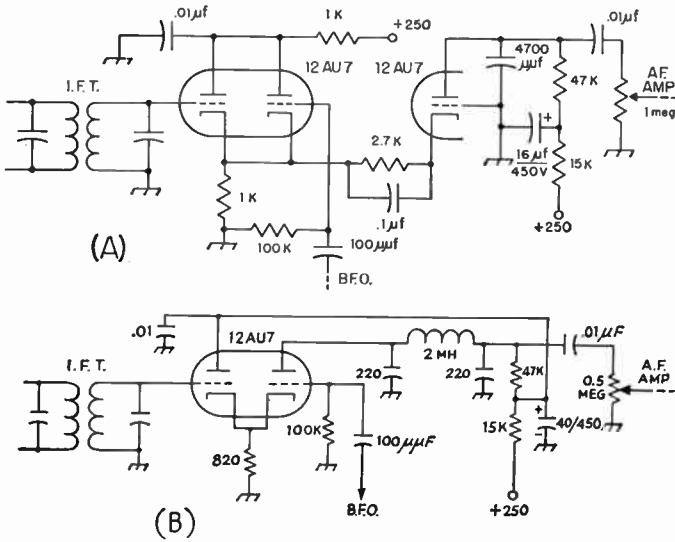 .01µf
1K
+250
12AU7
12AU7
I.F.T.
4700
µµf
.01µf
47K
A.F.
AMP
1meg
2.7K
.1µf
16µf
450V
+
15K
+250
1K
100K
100µµf
B.F.O.
(A)
.01
12AU7
I.F.T.
2 MH
220
220
.01µF
47K
0.5
MEG
A.F.
AMP
100K
100µµF
15K
+
-
40/450
820
B.F.O.
+250
(B)